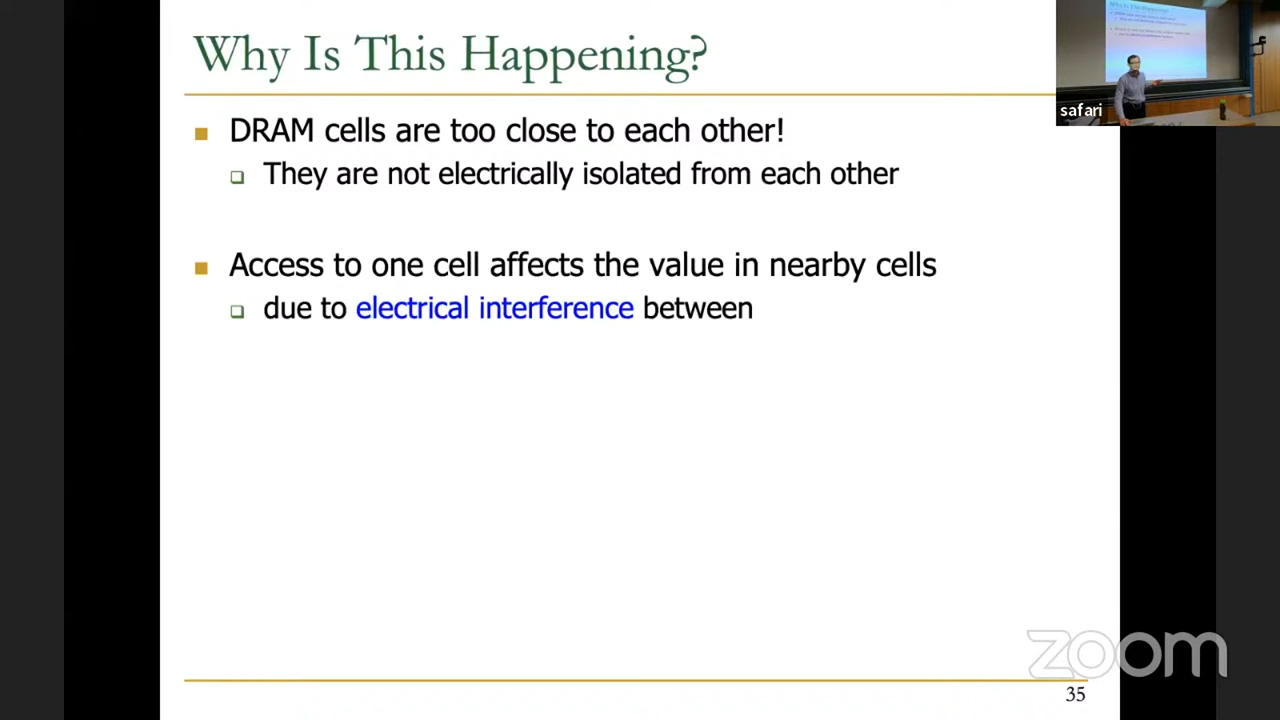 Why Is This Happening?
DRAM cells are too close to each other!
They are not electrically isolated from each other
Access to one cell affects the value in nearby cells
due to electrical interference between
safari
zoom
35